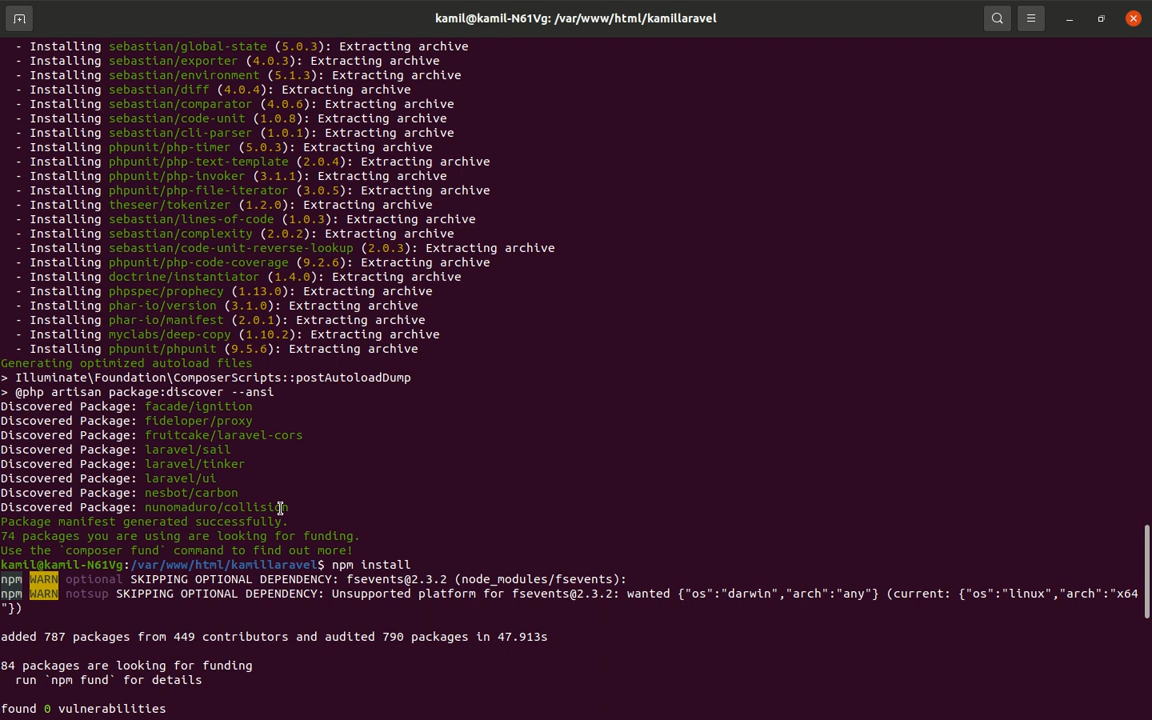 kamil@kamil-N61Vg: /var/www/html/kamillaravel
- Installing sebastian/global-state (5.0.3): Extracting archive
- Installing sebastian/exporter (4.0.3): Extracting archive
- Installing sebastian/environment (5.1.3): Extracting archive
- Installing sebastian/diff (4.0.4): Extracting archive
- Installing sebastian/comparator (4.0.6): Extracting archive
- Installing sebastian/code-unit (1.0.8): Extracting archive
- Installing sebastian/cli-parser (1.0.1): Extracting archive
- Installing phpunit/php-timer (5.0.3): Extracting archive
- Installing phpunit/php-text-template (2.0.4): Extracting archive
- Installing phpunit/php-invoker (3.1.1): Extracting archive
- Installing phpunit/php-file-iterator (3.0.5): Extracting archive
- Installing theseer/tokenizer (1.2.0): Extracting archive
- Installing sebastian/lines-of-code (1.0.3): Extracting archive
- Installing sebastian/complexity (2.0.2): Extracting archive
- Installing sebastian/code-unit-reverse-lookup (2.0.3): Extracting archive
- Installing phpunit/php-code-coverage (9.2.6): Extracting archive
- Installing doctrine/instantiator (1.4.0): Extracting archive
- Installing phpspec/prophecy (1.13.0): Extracting archive
- Installing phar-io/version (3.1.0): Extracting archive
- Installing phar-io/manifest (2.0.1): Extracting archive
- Installing myclabs/deep-copy (1.10.2): Extracting archive
- Installing phpunit/phpunit (9.5.6): Extracting archive
Generating optimized autoload files
> Illuminate\Foundation\ComposerScripts::postAutoloadDump
> @php artisan package:discover --ansi
Discovered Package: facade/ignition
Discovered Package: fideloper/proxy
Discovered Package: fruitcake/laravel-cors
Discovered Package: laravel/sail
Discovered Package: laravel/tinker
Discovered Package: laravel/ui
Discovered Package: nesbot/carbon
Discovered Package: nunomaduro/collision
Package manifest generated successfully.
74 packages you are using are looking for funding.
Use the `composer fund` command to find out more!
kamil@kamil-N61Vg:/var/www/html/kamillaravel$ npm install
npm WARN optional SKIPPING OPTIONAL DEPENDENCY: fsevents@2.3.2 (node_modules/fsevents):
npm WARN notsup SKIPPING OPTIONAL DEPENDENCY: Unsupported platform for fsevents@2.3.2: wanted {"os":"darwin","arch":"any"} (current: {"os":"linux","arch":"x64
"})
added 787 packages from 449 contributors and audited 790 packages in 47.913s
84 packages are looking for funding
run `npm fund` for details
found 0 vulnerabilities